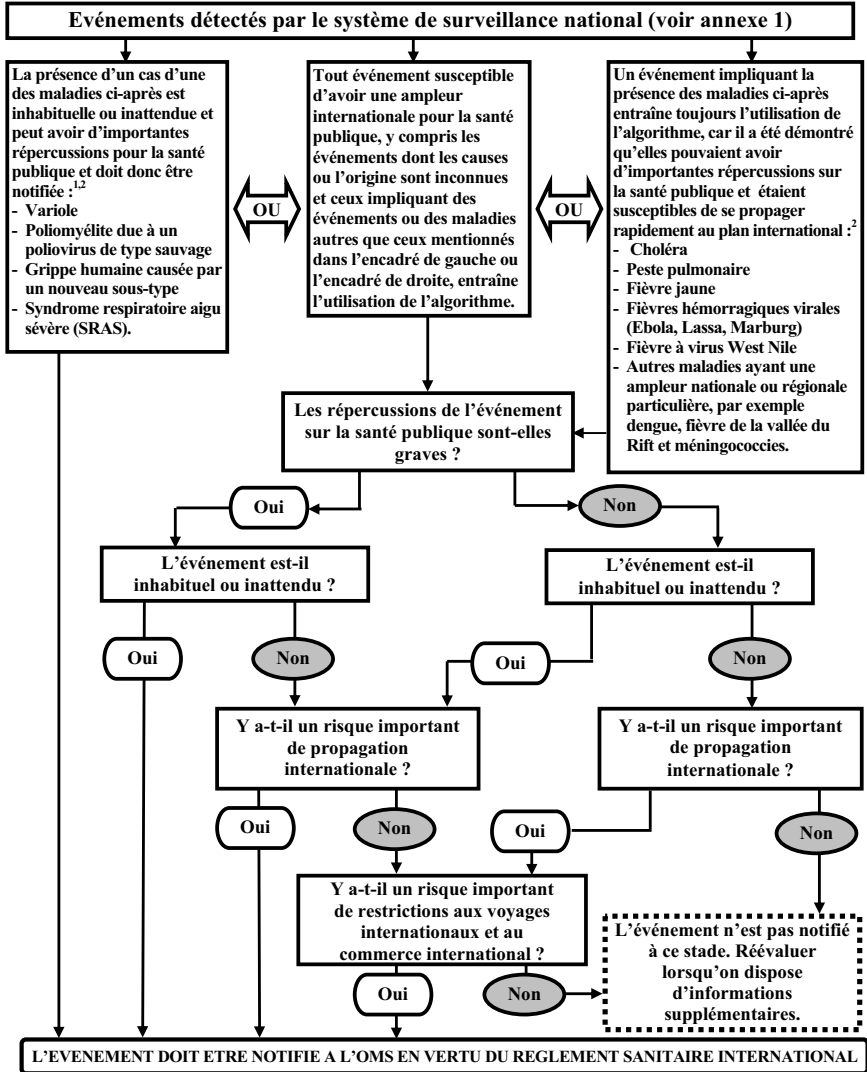 Evénements détectés par le système de surveillance national (voir annexe 1)
La présence d'un cas d'une
des maladies ci-après est
inhabituelle ou inattendue et
peut avoir d'importantes
répercussions pour la santé
publique et doit donc être
notifiée :1,2
- Variole
- Poliomyélite due à un
poliovirus de type sauvage
- Grippe humaine causée par
un nouveau sous-type
- Syndrome respiratoire aigu
sévère (SRAS).
OU
Tout événement susceptible
d'avoir une ampleur
internationale pour la santé
publique, y compris les
événements dont les causes
ou l'origine sont inconnues
et ceux impliquant des
événements ou des maladies
autres que ceux mentionnés
dans l'encadré de gauche ou
l'encadré de droite, entraîne
l'utilisation de l'algorithme.
OU
Un événement impliquant la
présence des maladies ci-après
entraîne toujours l'utilisation de
l'algorithme, car il a été démontré
qu'elles pouvaient avoir
d'importantes répercussions sur
la santé publique et étaient
susceptibles de se propager
rapidement au plan international :2
- Choléra
- Peste pulmonaire
- Fièvre jaune
- Fièvres hémorragiques virales
(Ebola, Lassa, Marburg)
- Fièvre à virus West Nile
- Autres maladies ayant une
ampleur nationale ou régionale
particulière, par exemple
dengue, fièvre de la vallée du
Rift et méningococcies.
Les répercussions de l'événement
sur la santé publique sont-elles
graves ?
Oui
Non
L'événement est-il
inhabituel ou inattendu ?
L'événement est-il
inhabituel ou inattendu ?
Oui
Non
Oui
Non
Y a-t-il un risque important
de propagation
internationale ?
Y a-t-il un risque important
de propagation
internationale ?
Oui
Non
Oui
Non
Y a-t-il un risque important
de restrictions aux voyages
internationaux et au
commerce international ?
L'événement n'est pas notifié
à ce stade. Réévaluer
lorsqu'on dispose
d'informations
supplémentaires.
Oui
Non
L'EVENEMENT DOIT ETRE NOTIFIE A L'OMS EN VERTU DU REGLEMENT SANITAIRE INTERNATIONAL